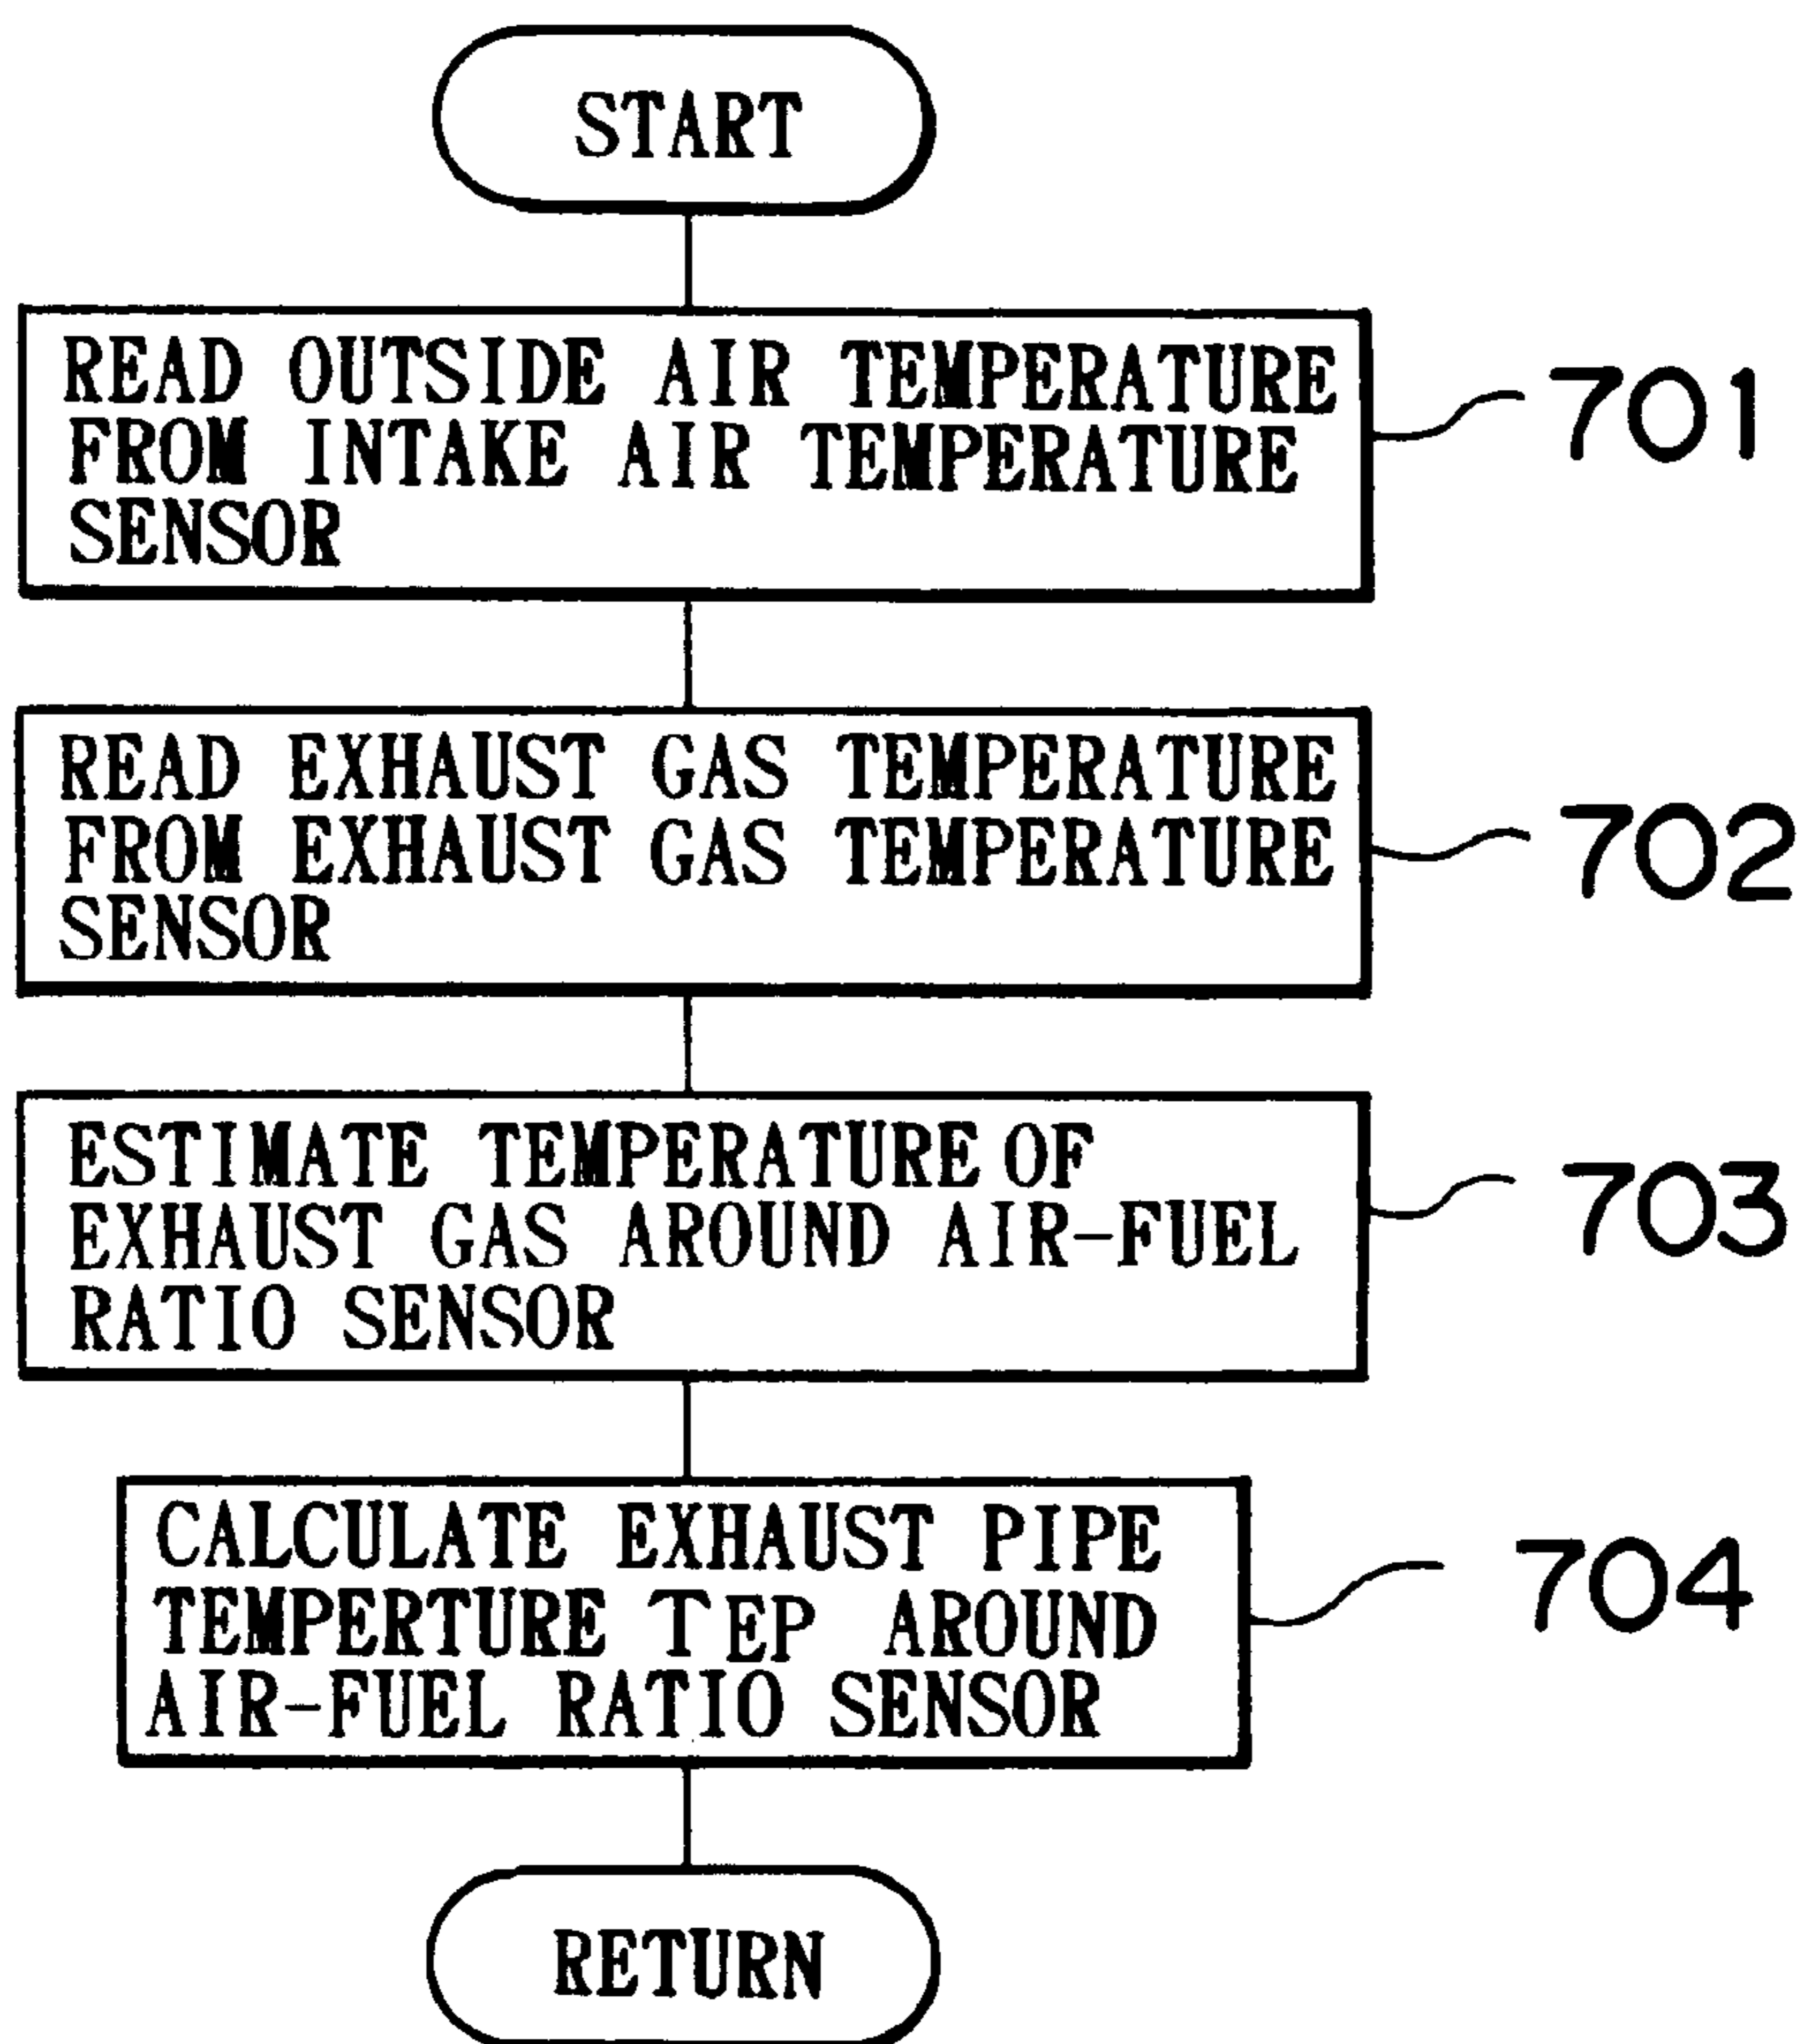 START
READ OUTSIDE AIR TEMPERATURE
FROM INTAKE AIR TEMPERATURE
SENSOR
701
READ EXHAUST GAS TEMPERATURE
FROM EXHAUST GAS TEMPERATURE
SENSOR
702
ESTIMATE TEMPERATURE OF
EXHAUST GAS AROUND AIR-FUEL
RATIO SENSOR
703
CALCULATE EXHAUST PIPE
TEMPERTURE TEP AROUND
AIR-FUEL RATIO SENSOR
704
RETURN